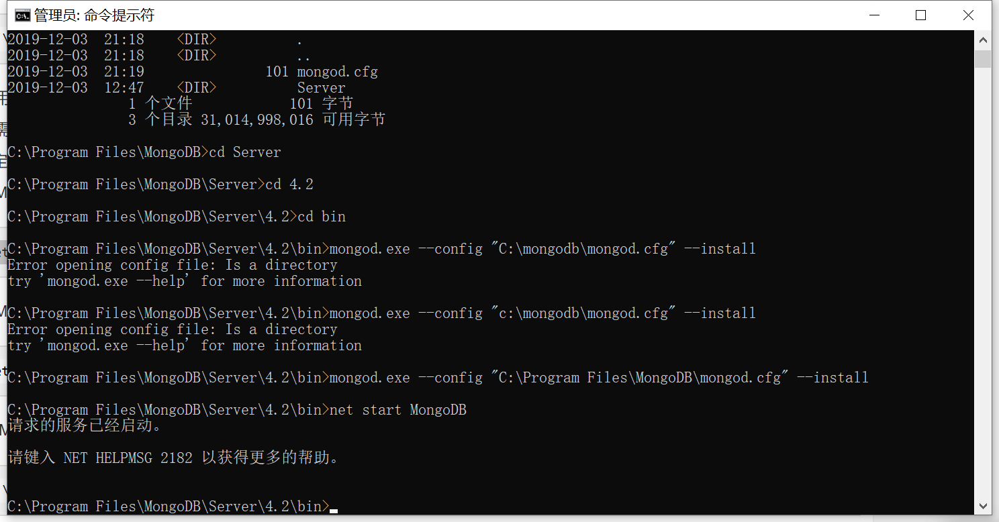 管理员: 命令提示符
2019-12-03  21:18    <DIR>          .
2019-12-03  21:18    <DIR>          ..
2019-12-03  21:19               101 mongod.cfg
2019-12-03  12:47    <DIR>          Server
               1 个文件            101 字节
               3 个目录 31,014,998,016 可用字节
C:\Program Files\MongoDB>cd Server
C:\Program Files\MongoDB\Server>cd 4.2
C:\Program Files\MongoDB\Server\4.2>cd bin
C:\Program Files\MongoDB\Server\4.2\bin>mongod.exe --config "C:\mongodb\mongod.cfg" --install
Error opening config file: Is a directory
try 'mongod.exe --help' for more information
C:\Program Files\MongoDB\Server\4.2\bin>mongod.exe --config "c:\mongodb\mongod.cfg" --install
Error opening config file: Is a directory
try 'mongod.exe --help' for more information
C:\Program Files\MongoDB\Server\4.2\bin>mongod.exe --config "C:\Program Files\MongoDB\mongod.cfg" --install
C:\Program Files\MongoDB\Server\4.2\bin>net start MongoDB
请求的服务已经启动。
请键入 NET HELPMSG 2182 以获得更多的帮助。
C:\Program Files\MongoDB\Server\4.2\bin>